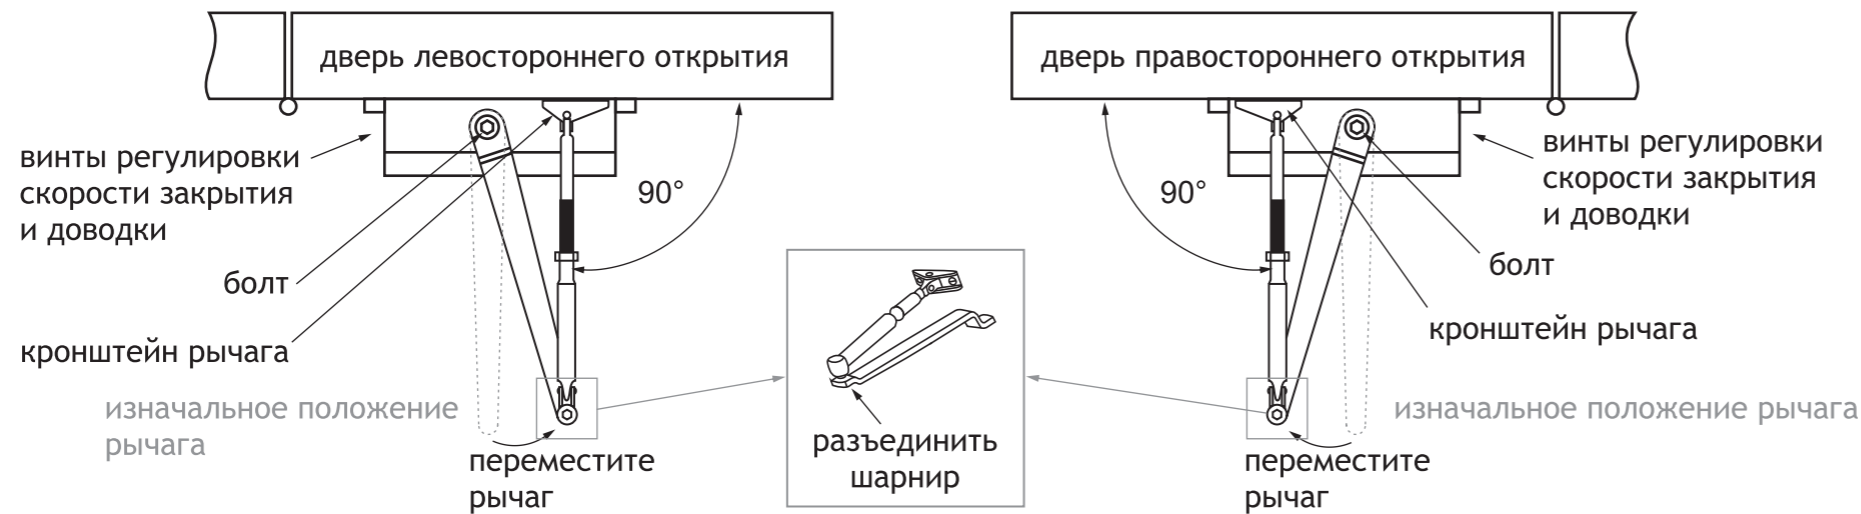 дверь левостороннего открытия
винты регулировки
скорости закрытия
и доводки
90°
болт
кронштейн рычага
изначальное положение
рычага
переместите
рычаг
разъединить
шарнир
дверь правостороннего открытия
90°
винты регулировки
скорости закрытия
и доводки
болт
кронштейн рычага
изначальное положение рычага
переместите
рычаг